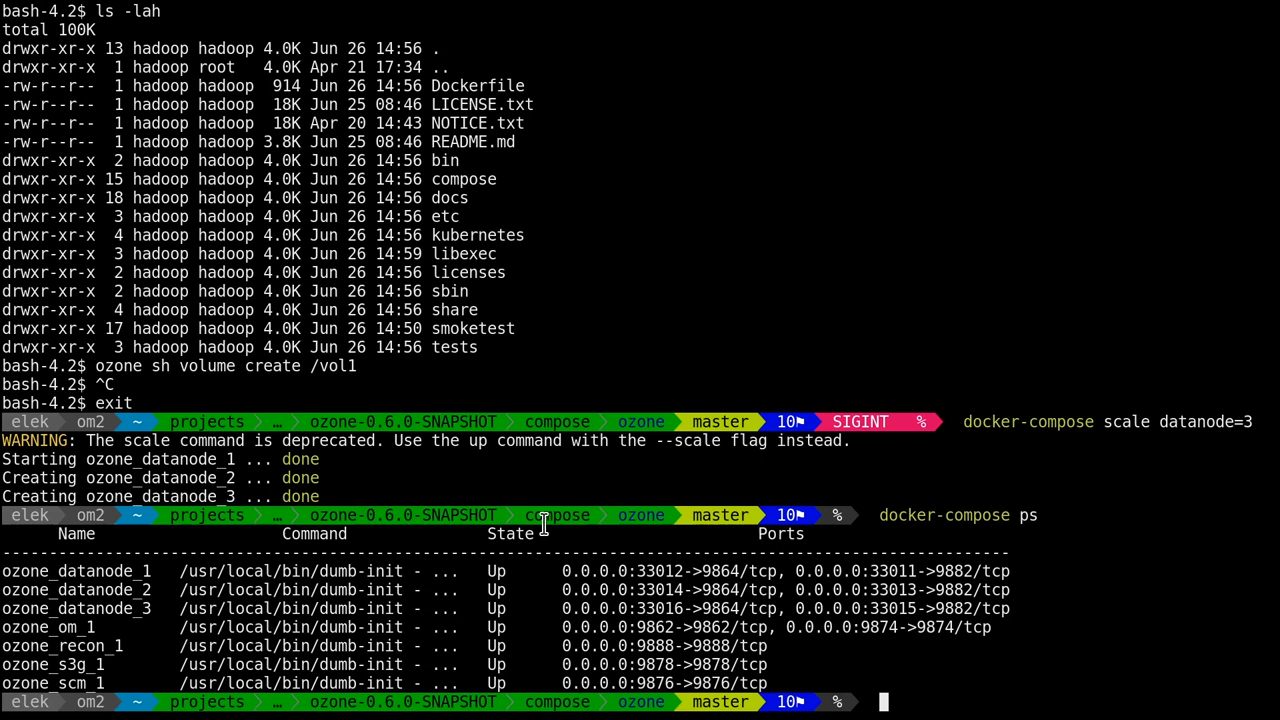 bash-4.2$ ls -lah
total 100K
drwxr-xr-x 13 hadoop hadoop 4.0K Jun 26 14:56 .
drwxr-xr-x  1 hadoop root   4.0K Apr 21 17:34 ..
-rw-r--r--  1 hadoop hadoop  914 Jun 26 14:56 Dockerfile
-rw-r--r--  1 hadoop hadoop  18K Jun 25 08:46 LICENSE.txt
-rw-r--r--  1 hadoop hadoop  18K Apr 20 14:43 NOTICE.txt
-rw-r--r--  1 hadoop hadoop 3.8K Jun 25 08:46 README.md
drwxr-xr-x  2 hadoop hadoop 4.0K Jun 26 14:56 bin
drwxr-xr-x 15 hadoop hadoop 4.0K Jun 26 14:56 compose
drwxr-xr-x 18 hadoop hadoop 4.0K Jun 26 14:56 docs
drwxr-xr-x  3 hadoop hadoop 4.0K Jun 26 14:56 etc
drwxr-xr-x  4 hadoop hadoop 4.0K Jun 26 14:56 kubernetes
drwxr-xr-x  3 hadoop hadoop 4.0K Jun 26 14:59 libexec
drwxr-xr-x  2 hadoop hadoop 4.0K Jun 26 14:56 licenses
drwxr-xr-x  2 hadoop hadoop 4.0K Jun 26 14:56 sbin
drwxr-xr-x  4 hadoop hadoop 4.0K Jun 26 14:56 share
drwxr-xr-x 17 hadoop hadoop 4.0K Jun 26 14:50 smoketest
drwxr-xr-x  3 hadoop hadoop 4.0K Jun 26 14:56 tests
bash-4.2$ ozone sh volume create /vol1
bash-4.2$ ^C
bash-4.2$ exit
elek om2 ~ projects … ozone-0.6.0-SNAPSHOT compose ozone master 10⚑ SIGINT % docker-compose scale datanode=3
WARNING: The scale command is deprecated. Use the up command with the --scale flag instead.
Starting ozone_datanode_1 ... done
Creating ozone_datanode_2 ... done
Creating ozone_datanode_3 ... done
elek om2 ~ projects … ozone-0.6.0-SNAPSHOT compose ozone master 10⚑ % docker-compose ps
Name Command State Ports
-----------------------------------------------------------------------------------------------------------
ozone_datanode_1   /usr/local/bin/dumb-init - ...   Up      0.0.0.0:33012->9864/tcp, 0.0.0.0:33011->9882/tcp
ozone_datanode_2   /usr/local/bin/dumb-init - ...   Up      0.0.0.0:33014->9864/tcp, 0.0.0.0:33013->9882/tcp
ozone_datanode_3   /usr/local/bin/dumb-init - ...   Up      0.0.0.0:33016->9864/tcp, 0.0.0.0:33015->9882/tcp
ozone_om_1         /usr/local/bin/dumb-init - ...   Up      0.0.0.0:9862->9862/tcp, 0.0.0.0:9874->9874/tcp
ozone_recon_1      /usr/local/bin/dumb-init - ...   Up      0.0.0.0:9888->9888/tcp
ozone_s3g_1        /usr/local/bin/dumb-init - ...   Up      0.0.0.0:9878->9878/tcp
ozone_scm_1        /usr/local/bin/dumb-init - ...   Up      0.0.0.0:9876->9876/tcp
elek om2 ~ projects … ozone-0.6.0-SNAPSHOT compose ozone master 10⚑ %